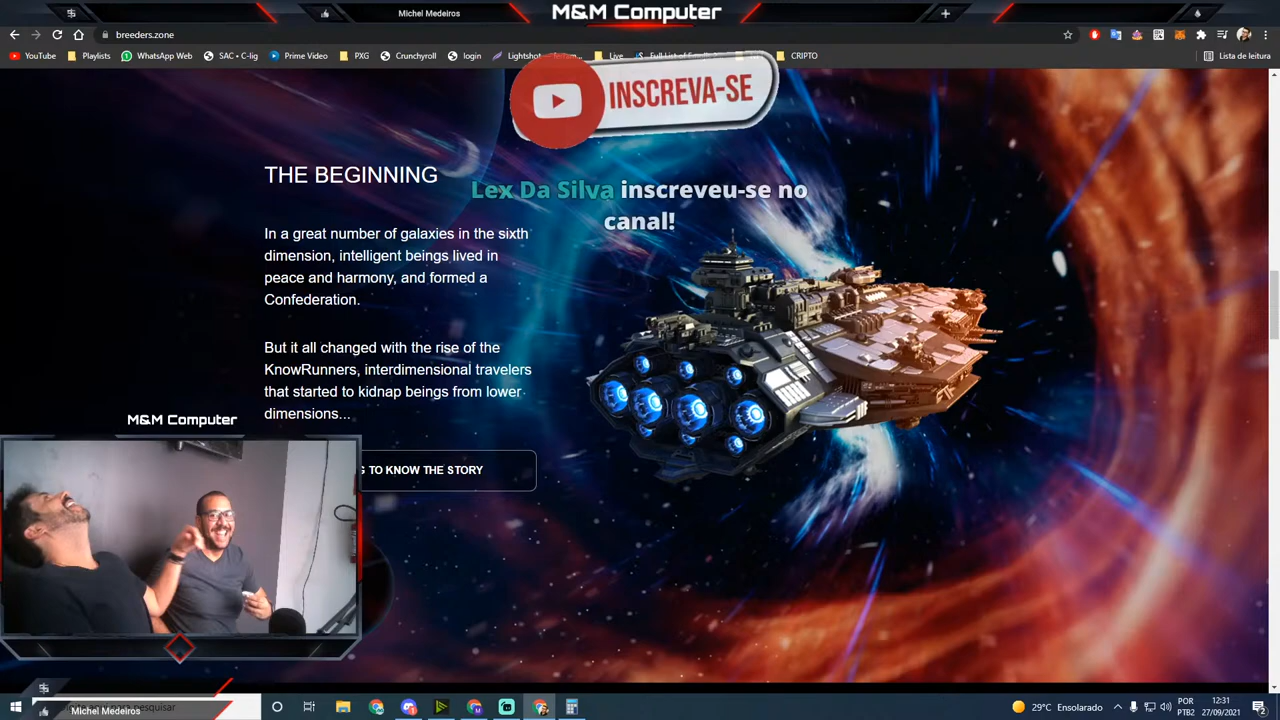 Michel Medeiros
M&M Computer
breeders.zone
YouTube
Playlists
WhatsApp Web
SAC • C-lig
Prime Video
PXG
Crunchyroll
login
Live
CRIPTO
Lista de leitura
INSCREVA-SE
THE BEGINNING
Lex Da Silva inscreveu-se no
canal!
In a great number of galaxies in the sixth
dimension, intelligent beings lived in
peace and harmony, and formed a
Confederation.
But it all changed with the rise of the
KnowRunners, interdimensional travelers
that started to kidnap beings from lower
dimensions...
TO KNOW THE STORY
M&M Computer
Michel Medeiros
pesquisar
29°C Ensolarado
POR
PTB2
12:31
27/09/2021
2